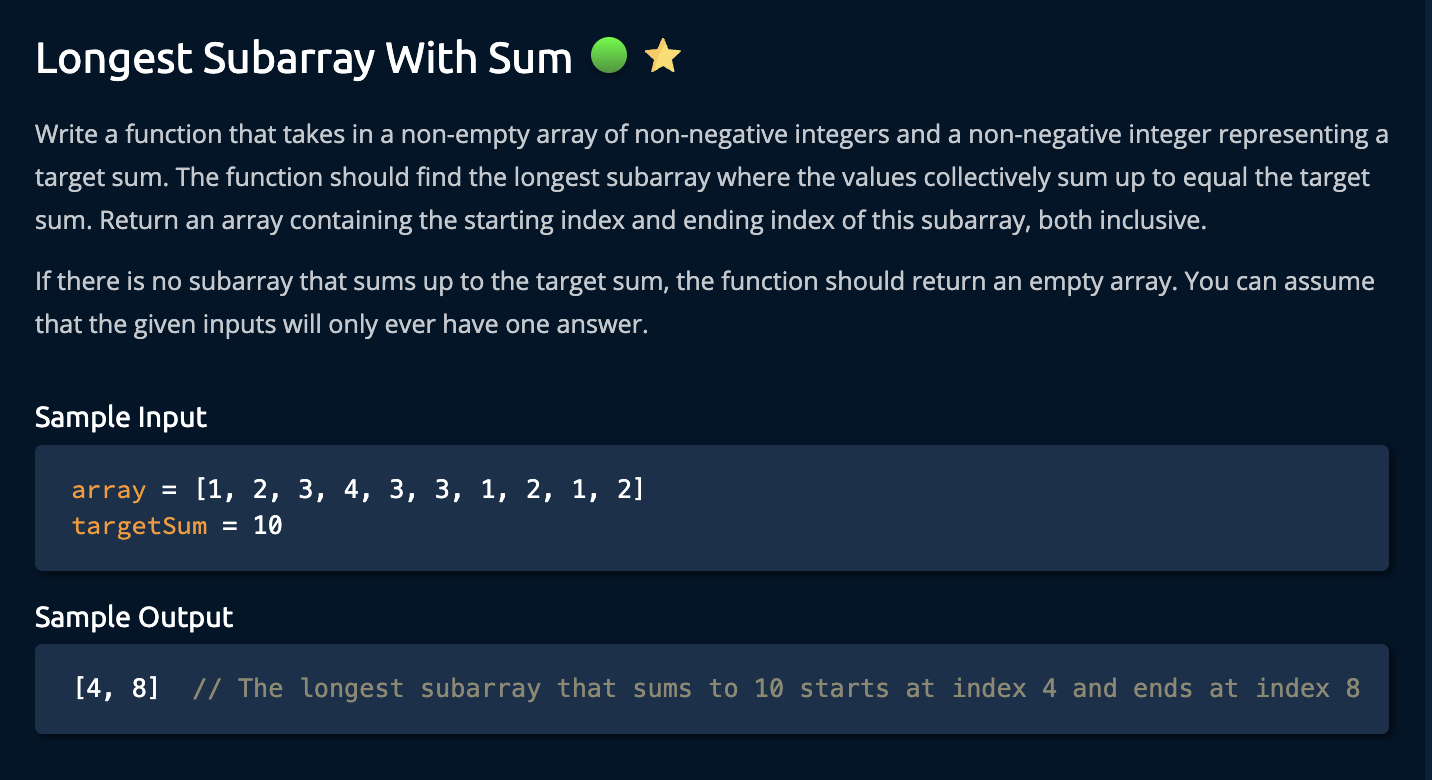 Longest Subarray With Sum
Write a function that takes in a non-empty array of non-negative integers and a non-negative integer representing a
target sum. The function should find the longest subarray where the values collectively sum up to equal the target
sum. Return an array containing the starting index and ending index of this subarray, both inclusive.
If there is no subarray that sums up to the target sum, the function should return an empty array. You can assume
that the given inputs will only ever have one answer.
Sample Input
array = [1, 2, 3, 4, 3, 3, 1, 2, 1, 2]
targetSum = 10
Sample Output
[4, 8]  // The longest subarray that sums to 10 starts at index 4 and ends at index 8